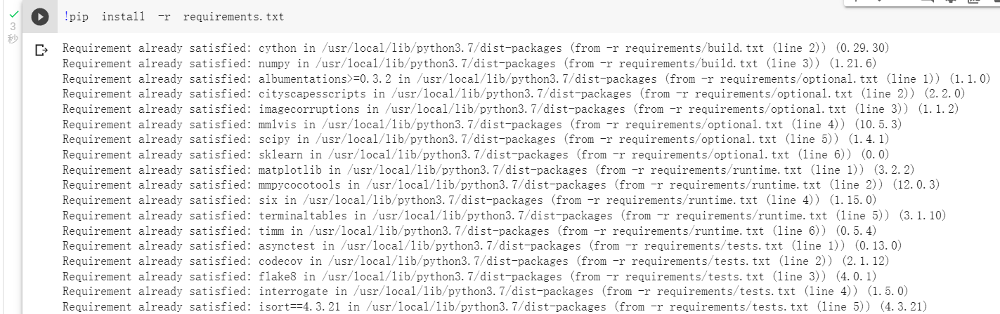 !pip install -r requirements.txt
3
秒
Requirement already satisfied: cython in /usr/local/lib/python3.7/dist-packages (from -r requirements/build.txt (line 2)) (0.29.30)
Requirement already satisfied: numpy in /usr/local/lib/python3.7/dist-packages (from -r requirements/build.txt (line 3)) (1.21.6)
Requirement already satisfied: albumentations>=0.3.2 in /usr/local/lib/python3.7/dist-packages (from -r requirements/optional.txt (line 1)) (1.1.0)
Requirement already satisfied: cityscapesscripts in /usr/local/lib/python3.7/dist-packages (from -r requirements/optional.txt (line 2)) (2.2.0)
Requirement already satisfied: imagecorruptions in /usr/local/lib/python3.7/dist-packages (from -r requirements/optional.txt (line 3)) (1.1.2)
Requirement already satisfied: mmlvis in /usr/local/lib/python3.7/dist-packages (from -r requirements/optional.txt (line 4)) (10.5.3)
Requirement already satisfied: scipy in /usr/local/lib/python3.7/dist-packages (from -r requirements/optional.txt (line 5)) (1.4.1)
Requirement already satisfied: sklearn in /usr/local/lib/python3.7/dist-packages (from -r requirements/optional.txt (line 6)) (0.0)
Requirement already satisfied: matplotlib in /usr/local/lib/python3.7/dist-packages (from -r requirements/runtime.txt (line 1)) (3.2.2)
Requirement already satisfied: mmpycocotools in /usr/local/lib/python3.7/dist-packages (from -r requirements/runtime.txt (line 2)) (12.0.3)
Requirement already satisfied: six in /usr/local/lib/python3.7/dist-packages (from -r requirements/runtime.txt (line 4)) (1.15.0)
Requirement already satisfied: terminaltables in /usr/local/lib/python3.7/dist-packages (from -r requirements/runtime.txt (line 5)) (3.1.10)
Requirement already satisfied: timm in /usr/local/lib/python3.7/dist-packages (from -r requirements/runtime.txt (line 6)) (0.5.4)
Requirement already satisfied: asynctest in /usr/local/lib/python3.7/dist-packages (from -r requirements/tests.txt (line 1)) (0.13.0)
Requirement already satisfied: codecov in /usr/local/lib/python3.7/dist-packages (from -r requirements/tests.txt (line 2)) (2.1.12)
Requirement already satisfied: flake8 in /usr/local/lib/python3.7/dist-packages (from -r requirements/tests.txt (line 3)) (4.0.1)
Requirement already satisfied: interrogate in /usr/local/lib/python3.7/dist-packages (from -r requirements/tests.txt (line 4)) (1.5.0)
Requirement already satisfied: isort==4.3.21 in /usr/local/lib/python3.7/dist-packages (from -r requirements/tests.txt (line 5)) (4.3.21)